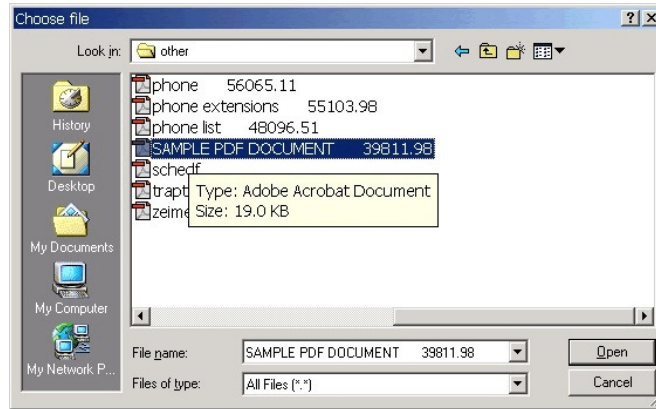 Choose file
Look in: other
History
Desktop
My Documents
My Computer
My Network P...
phone 56065.11
phone extensions 55103.98
phone list 48096.51
SAMPLE PDF DOCUMENT 39811.98
schedf
Type: Adobe Acrobat Document
Size: 19.0 KB
File name: SAMPLE PDF DOCUMENT 39811.98
Open
Files of type: All Files (*.*)
Cancel